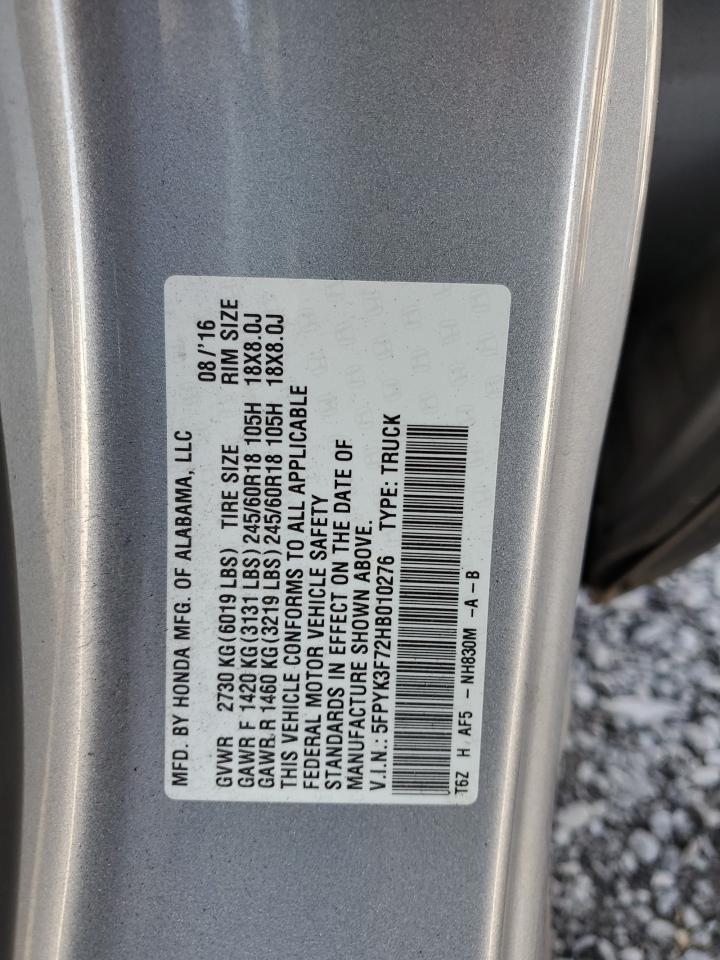 MFD. BY HONDA MFG. OF ALABAMA, LLC 08/'16
GVWR 2730 KG (6019 LBS) TIRE SIZE RIM SIZE
GAWR F 1420 KG (3131 LBS) 245/60R18 105H 18X8.0J
GAWR. R 1460 KG (3219 LBS) 245/60R18 105H 18X8.0J
THIS VEHICLE CONFORMS TO ALL APPLICABLE
FEDERAL MOTOR VEHICLE SAFETY
STANDARDS IN EFFECT ON THE DATE OF
MANUFACTURE SHOWN ABOVE.
V.I.N.: 5FPYK3F72HB010276 TYPE: TRUCK
T6Z H AF5 - NH830M -A-B